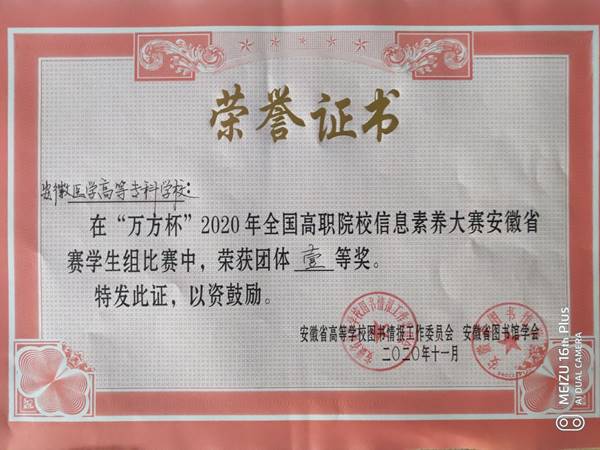 荣誉证书
安徽医学高等专科学校：
在“万方杯”2020年全国高职院校信息素养大赛安徽省
赛学生组比赛中，荣获团体 壹 等奖。
特发此证，以资鼓励。
安徽省高等学校图书情报工作委员会 安徽省图书馆学会
二〇二〇年十一月
MEIZU 16th Plus
AI DUAL CAMERA